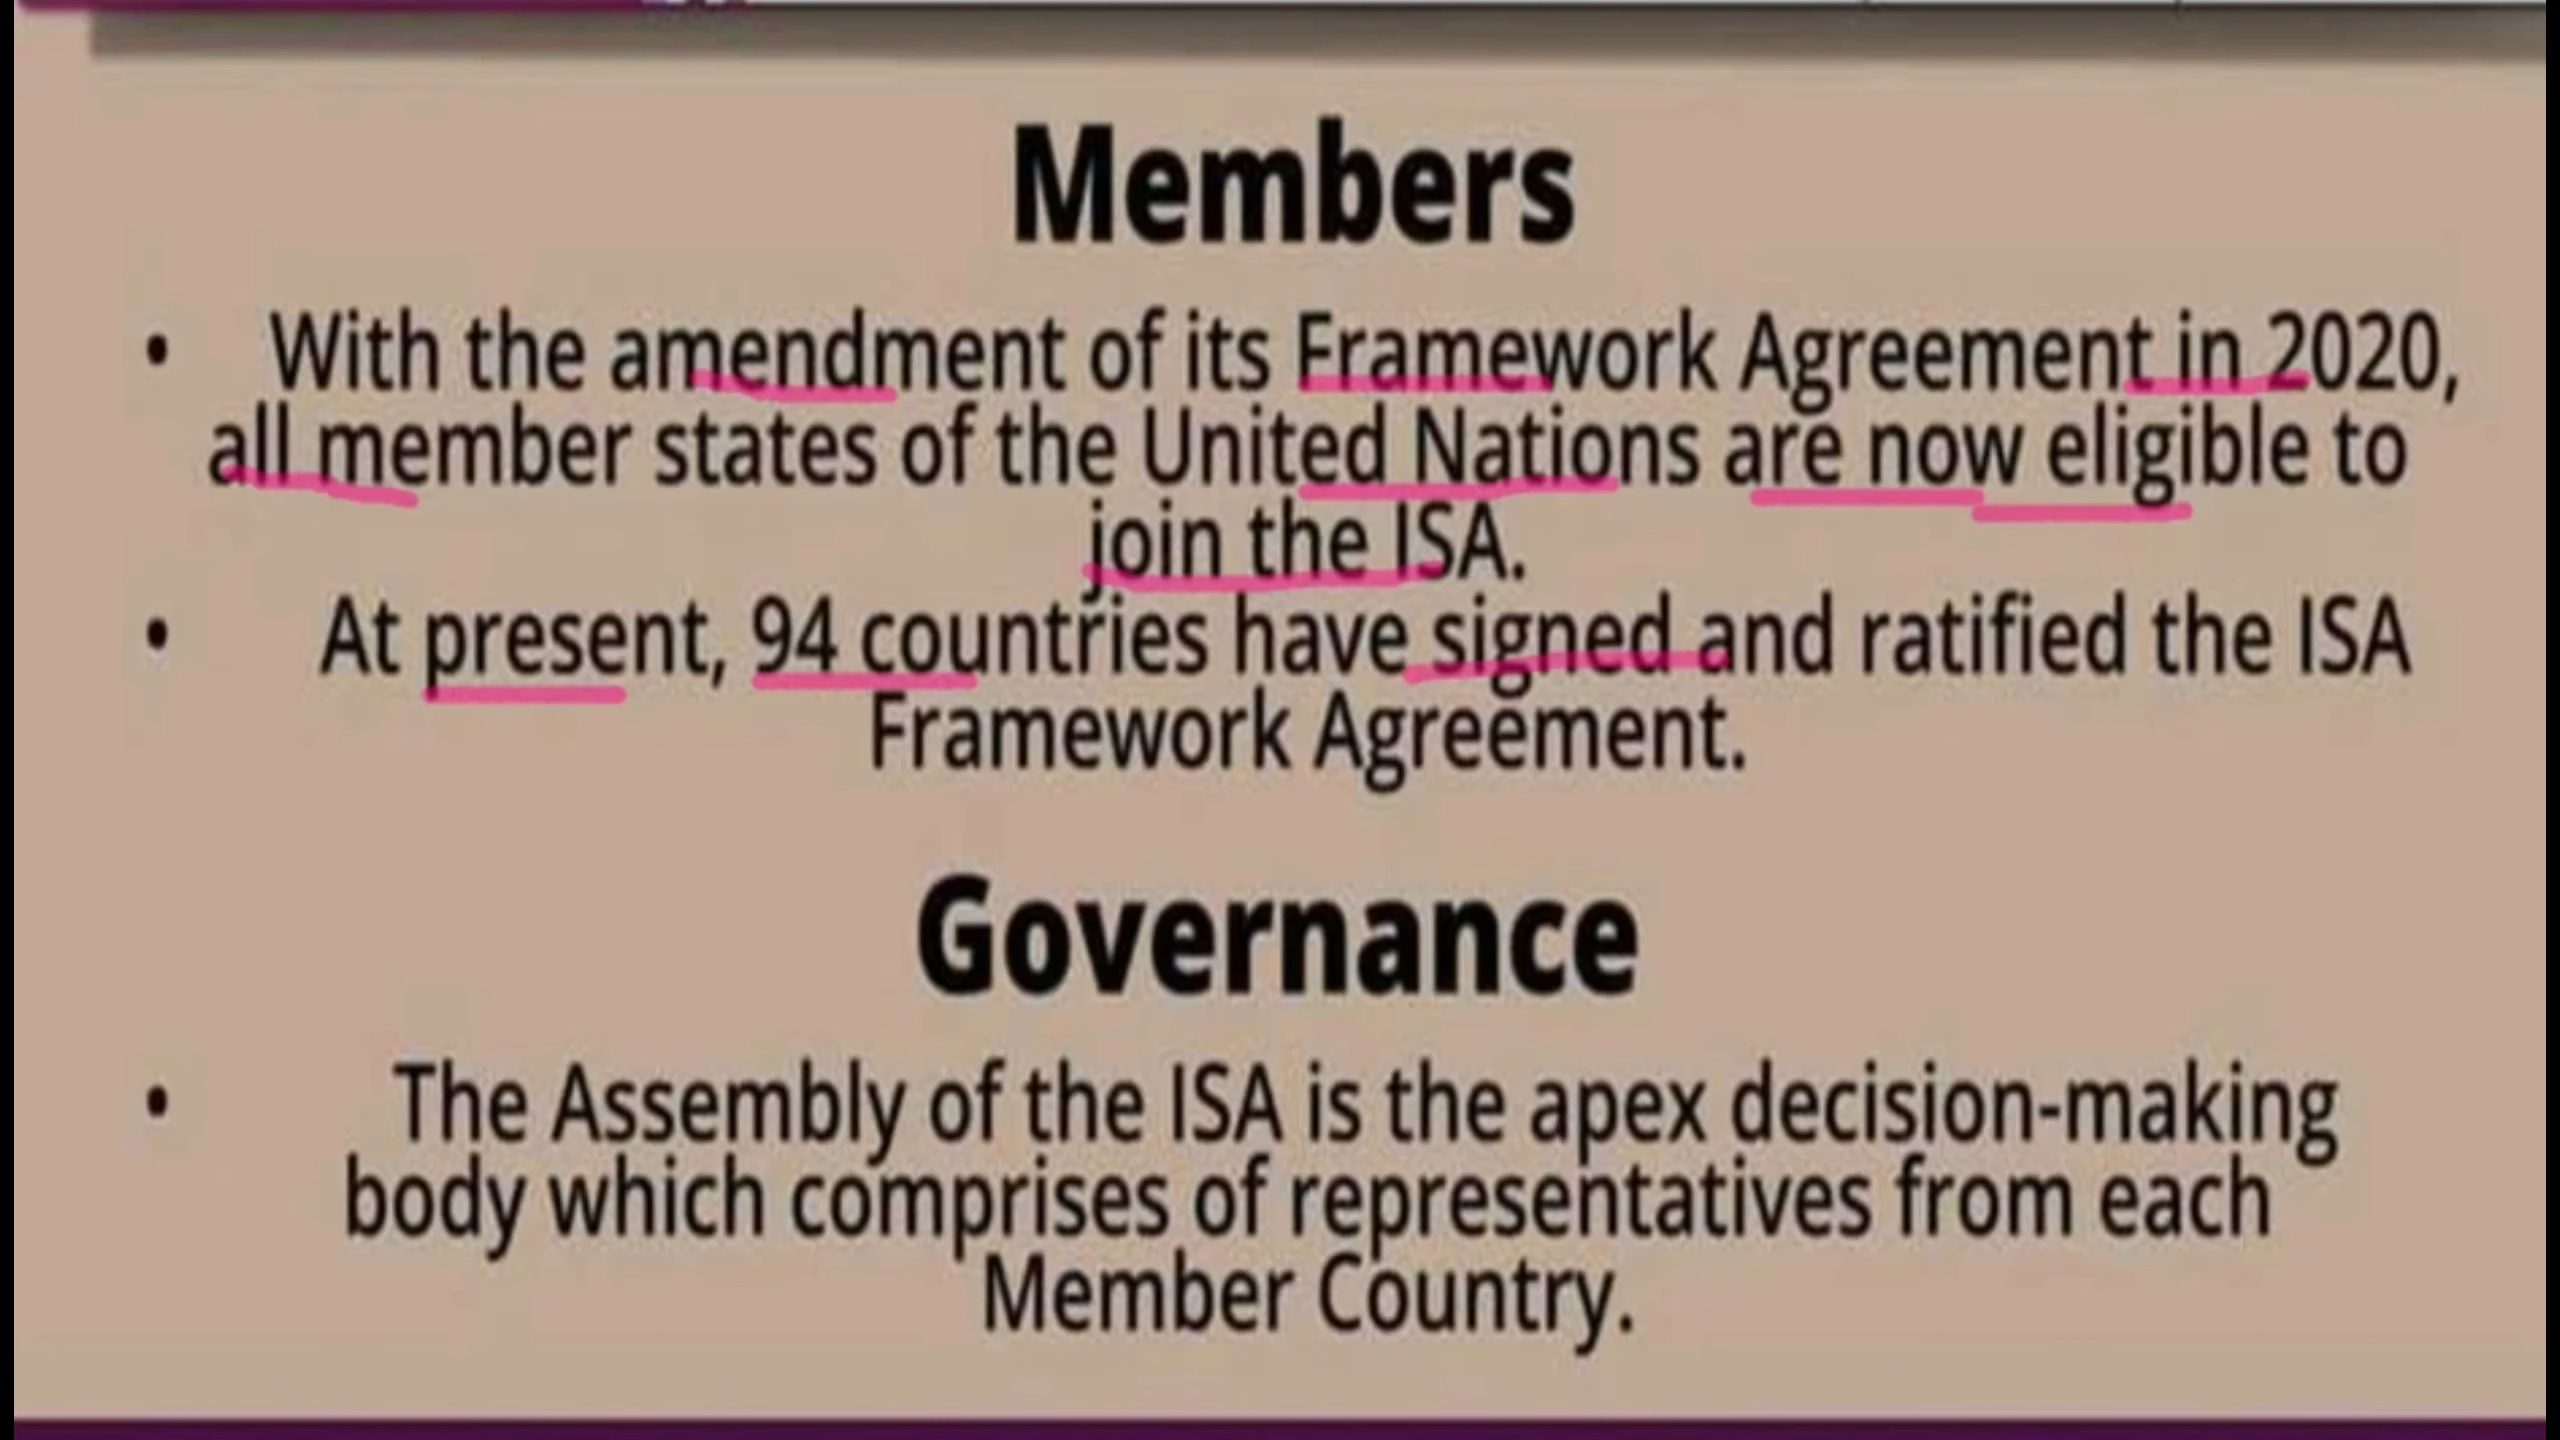 Members
• With the amendment of its Framework Agreement in 2020,
all member states of the United Nations are now eligible to
join the ISA.
• At present, 94 countries have signed and ratified the ISA
Framework Agreement.
Governance
• The Assembly of the ISA is the apex decision-making
body which comprises of representatives from each
Member Country.